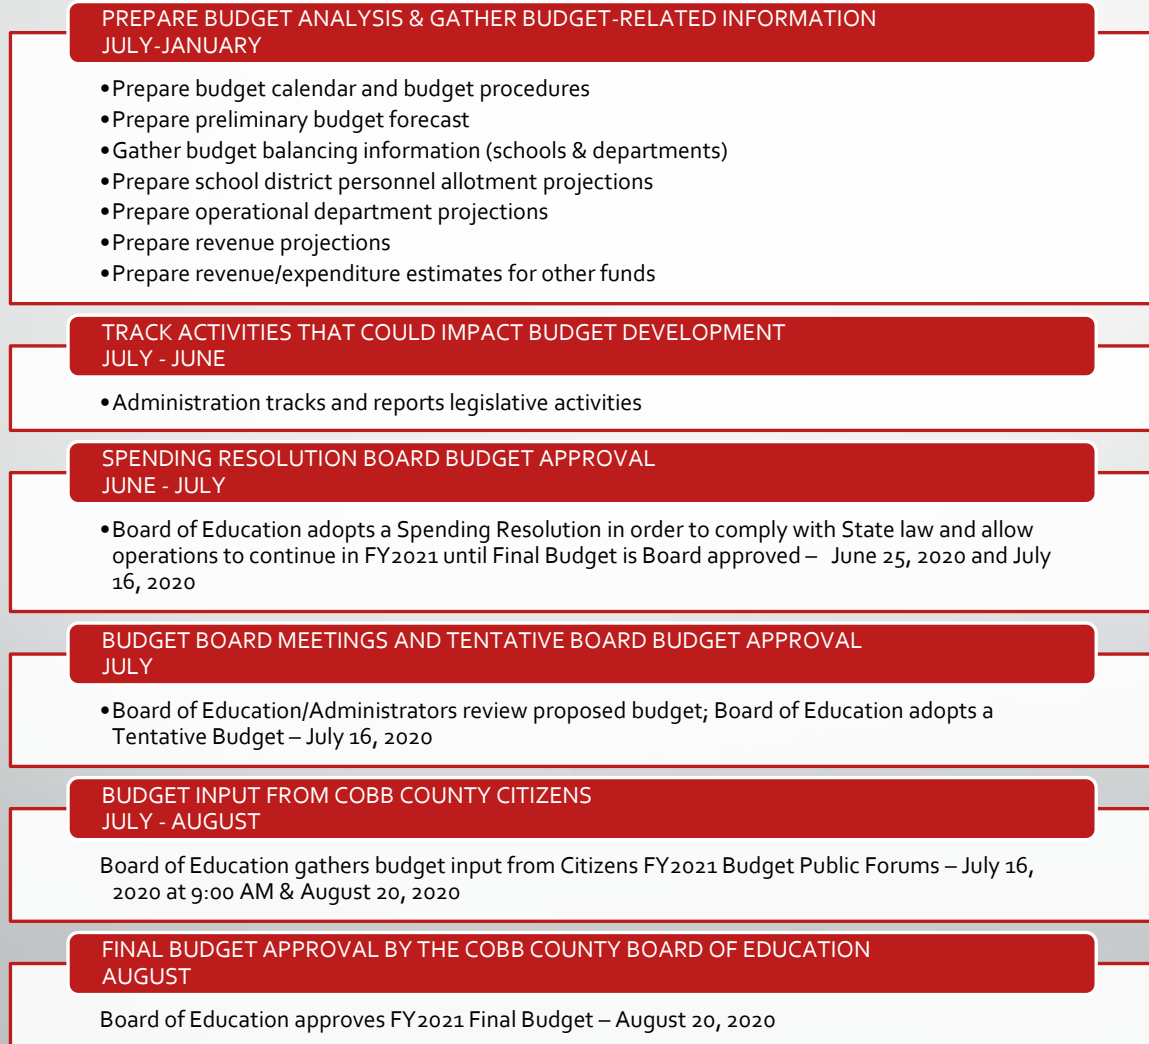 PREPARE BUDGET ANALYSIS & GATHER BUDGET-RELATED INFORMATION
JULY-JANUARY
•Prepare budget calendar and budget procedures
•Prepare preliminary budget forecast
•Gather budget balancing information (schools & departments)
•Prepare school district personnel allotment projections
•Prepare operational department projections
•Prepare revenue projections
•Prepare revenue/expenditure estimates for other funds
TRACK ACTIVITIES THAT COULD IMPACT BUDGET DEVELOPMENT
JULY - JUNE
•Administration tracks and reports legislative activities
SPENDING RESOLUTION BOARD BUDGET APPROVAL
JUNE - JULY
•Board of Education adopts a Spending Resolution in order to comply with State law and allow
operations to continue in FY2021 until Final Budget is Board approved – June 25, 2020 and July
16, 2020
BUDGET BOARD MEETINGS AND TENTATIVE BOARD BUDGET APPROVAL
JULY
•Board of Education/Administrators review proposed budget; Board of Education adopts a
Tentative Budget – July 16, 2020
BUDGET INPUT FROM COBB COUNTY CITIZENS
JULY - AUGUST
Board of Education gathers budget input from Citizens FY2021 Budget Public Forums – July 16,
2020 at 9:00 AM & August 20, 2020
FINAL BUDGET APPROVAL BY THE COBB COUNTY BOARD OF EDUCATION
AUGUST
Board of Education approves FY2021 Final Budget – August 20, 2020